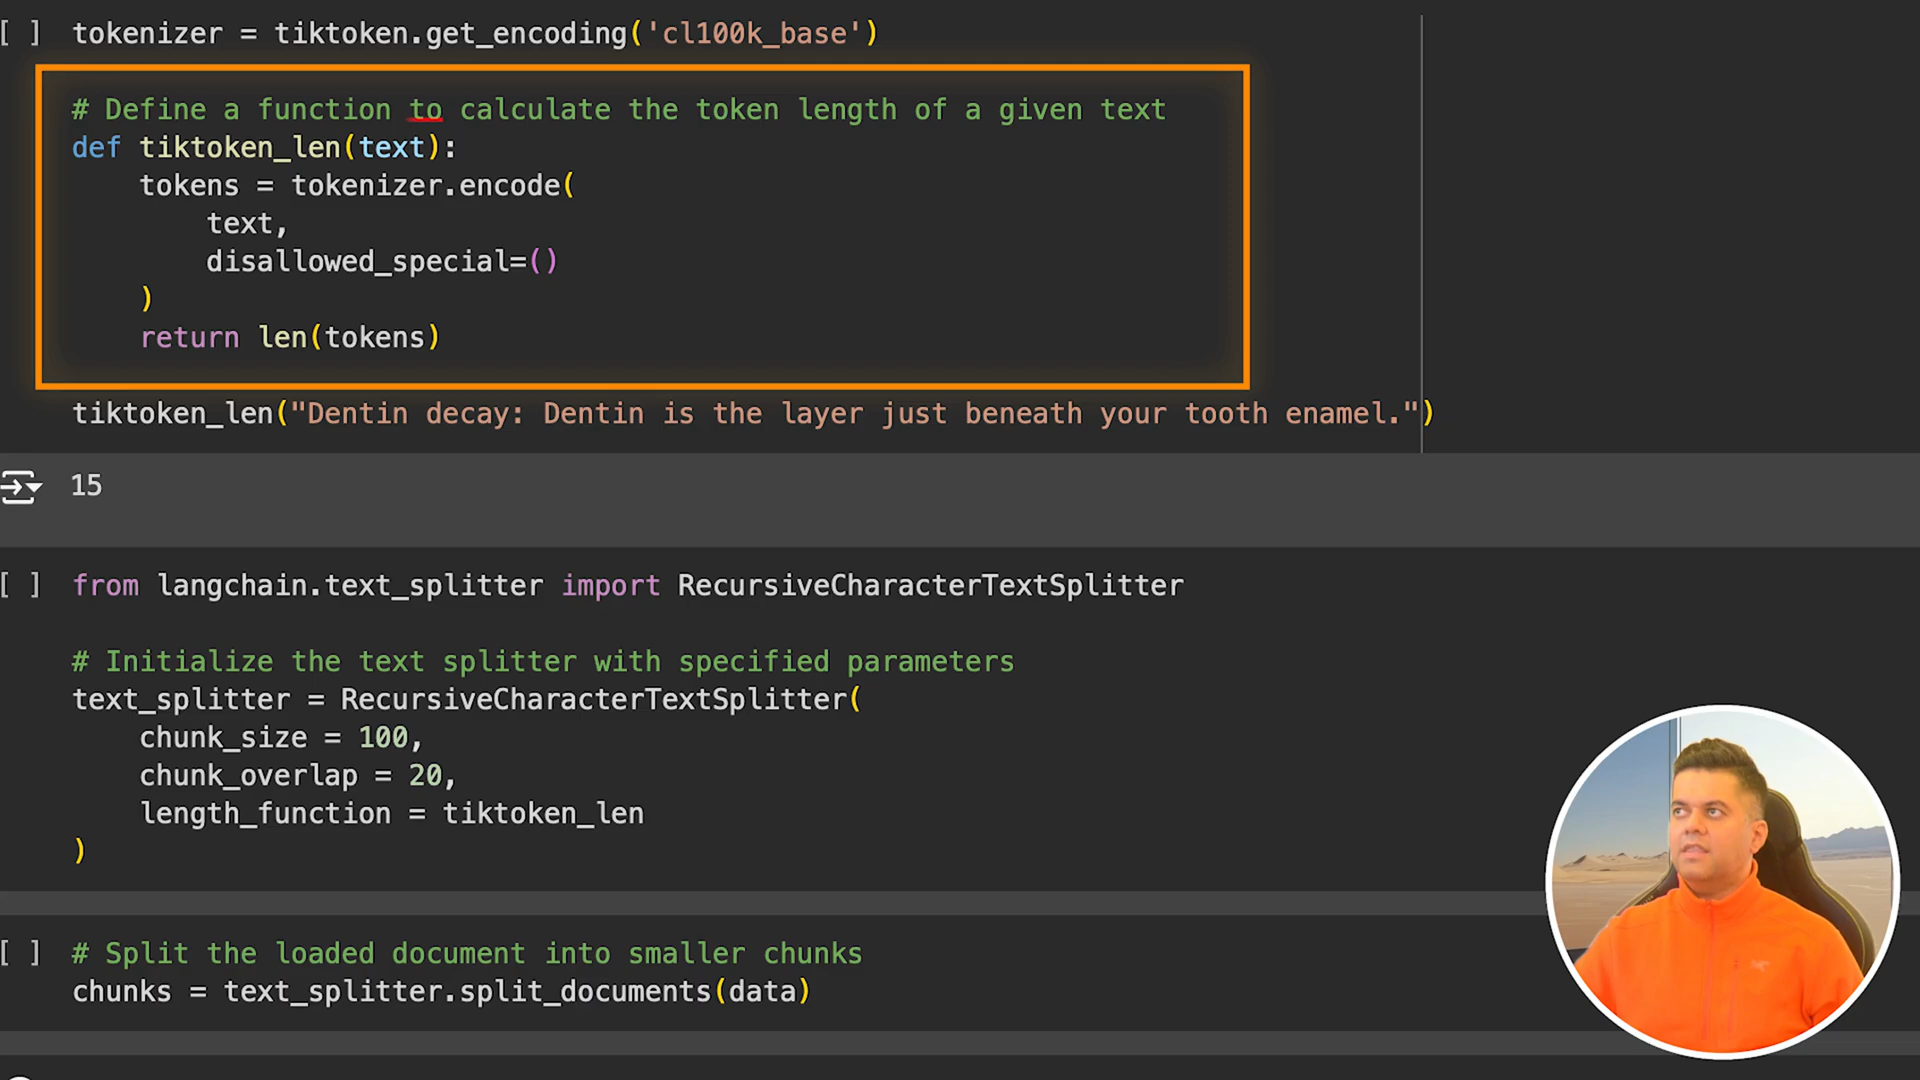 [ ] tokenizer = tiktoken.get_encoding('cl100k_base')
# Define a function to calculate the token length of a given text
def tiktoken_len(text):
    tokens = tokenizer.encode(
        text,
        disallowed_special=()
    )
    return len(tokens)
tiktoken_len("Dentin decay: Dentin is the layer just beneath your tooth enamel.")
15
[ ] from langchain.text_splitter import RecursiveCharacterTextSplitter
# Initialize the text splitter with specified parameters
text_splitter = RecursiveCharacterTextSplitter(
    chunk_size = 100,
    chunk_overlap = 20,
    length_function = tiktoken_len
)
[ ] # Split the loaded document into smaller chunks
chunks = text_splitter.split_documents(data)